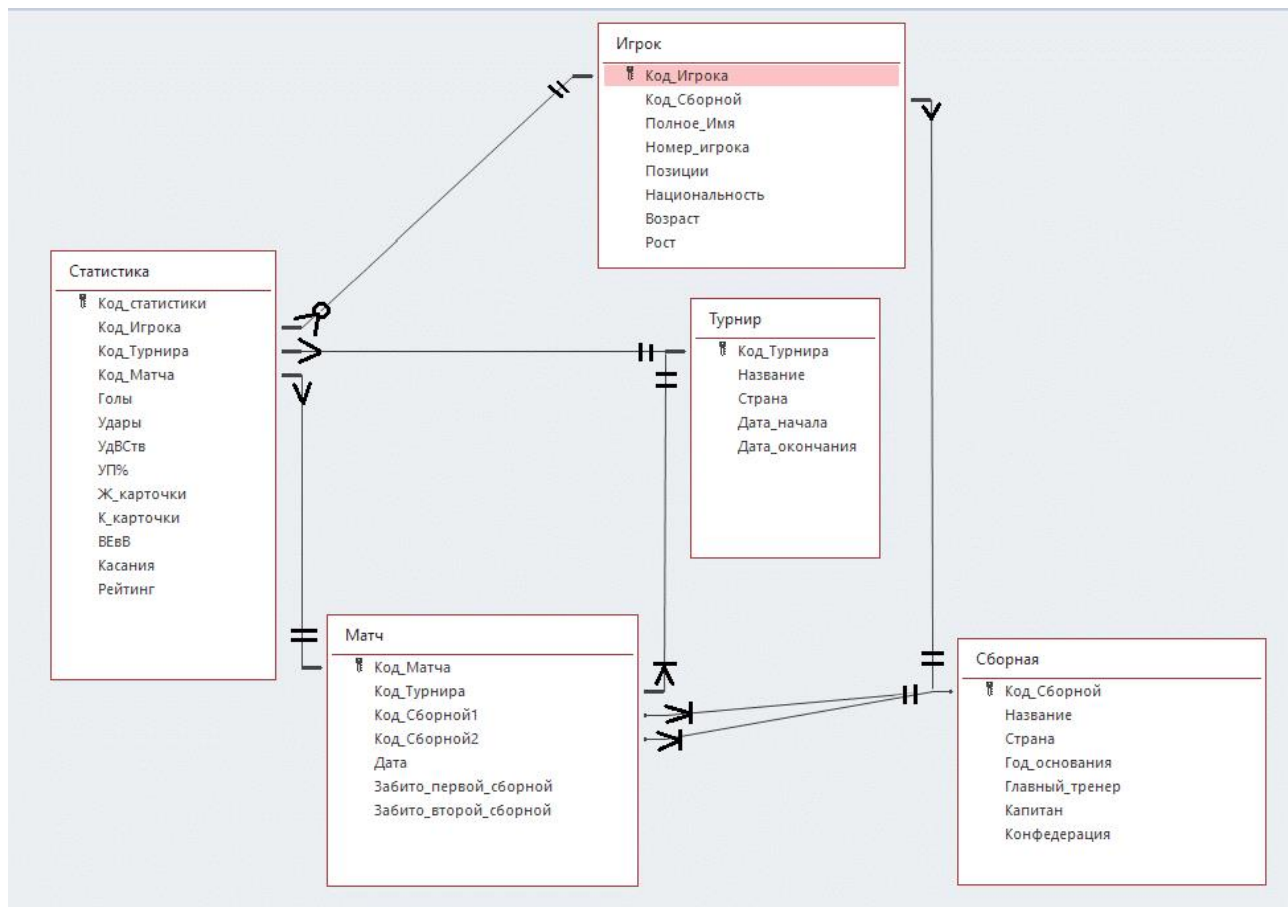 Игрок
Код_Игрока
Код_Сборной
Полное_Имя
Номер_игрока
Позиции
Национальность
Возраст
Рост
Статистика
Код_статистики
Код_Игрока
Код_Турнира
Код_Матча
Голы
Удары
УдВСтв
УП%
Ж_карточки
К_карточки
ВЕвВ
Касания
Рейтинг
Турнир
Код_Турнира
Название
Страна
Дата_начала
Дата_окончания
Матч
Код_Матча
Код_Турнира
Код_Сборной1
Код_Сборной2
Дата
Забито_первой_сборной
Забито_второй_сборной
Сборная
Код_Сборной
Название
Страна
Год_основания
Главный_тренер
Капитан
Конфедерация